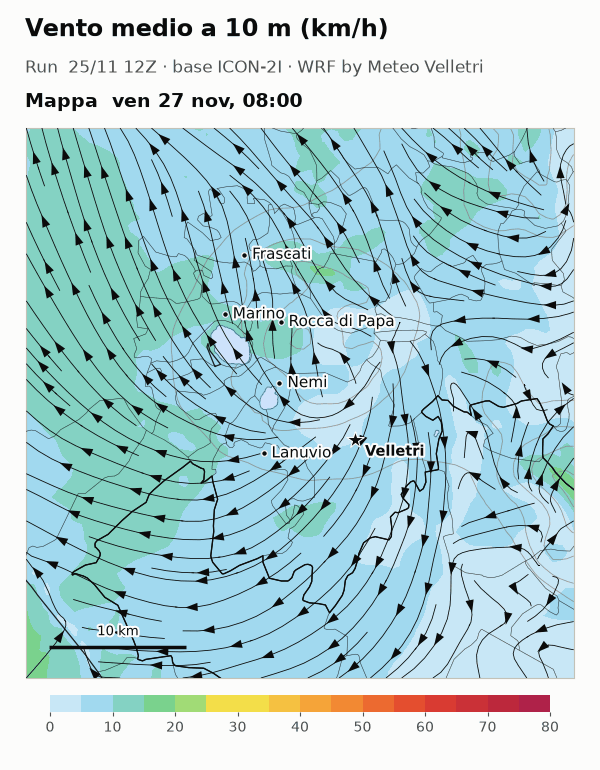 Vento medio a 10 m (km/h)
Run 25/11 12Z · base ICON-2I · WRF by Meteo Velletri
Mappa ven 27 nov, 08:00
Frascati
Marino
Rocca di Papa
Nemi
Velletri
Lanuvio
10 km
0 10 20 30 40 50 60 70 80